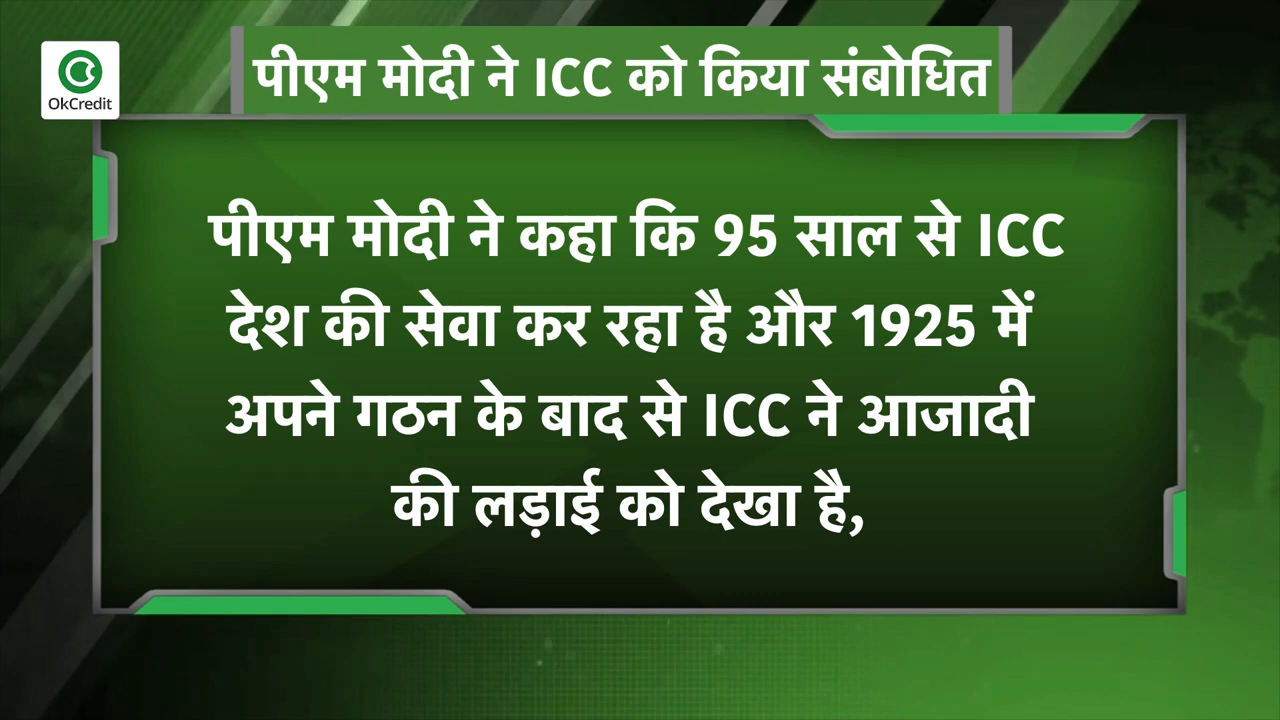 पीएम मोदी ने ICC को किया संबोधित
OkCredit
पीएम मोदी ने कहा कि 95 साल से ICC
देश की सेवा कर रहा है और 1925 में
अपने गठन के बाद से ICC ने आजादी
की लड़ाई को देखा है,